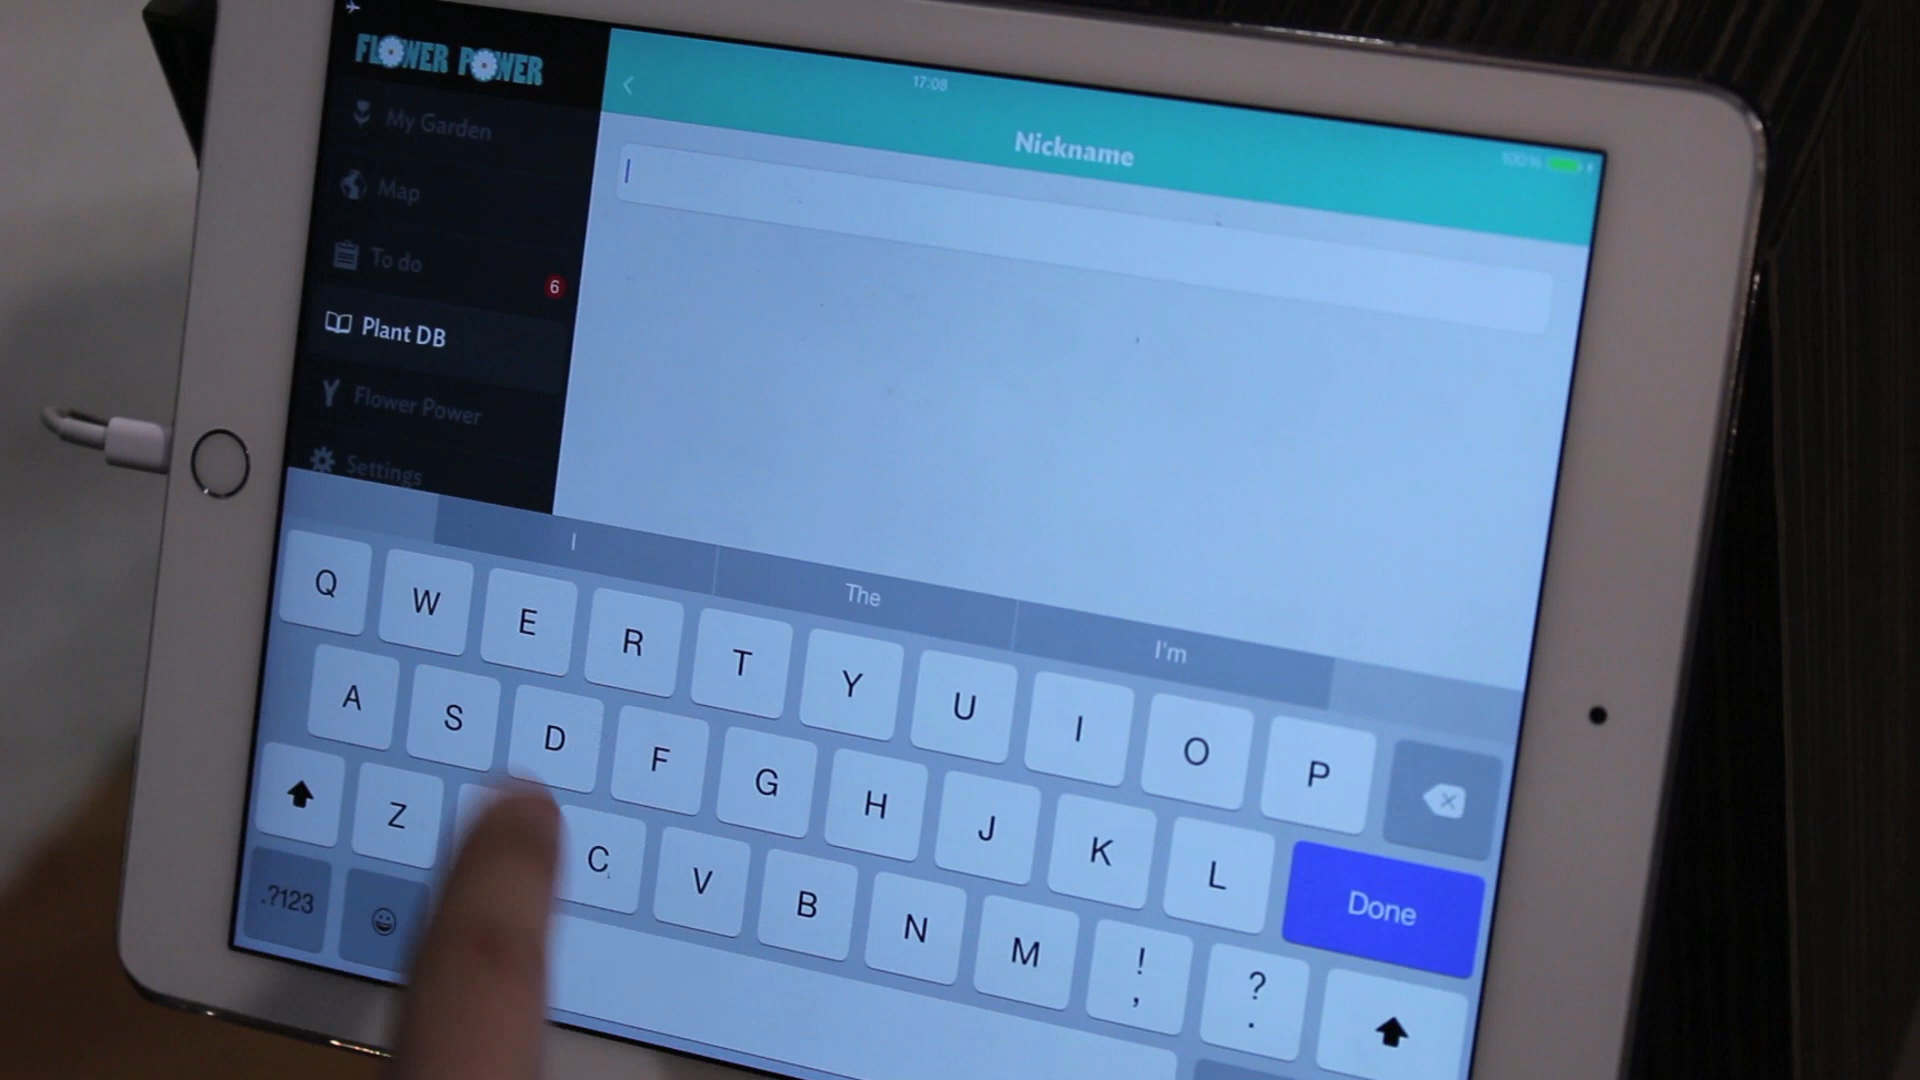 FLOWER POWER
17:08
100%
Nickname
My Garden
Map
To do
6
Plant DB
Flower Power
Settings
I
The
I'm
Q W E R T Y U I O P
A S D F G H J K L Done
Z C V B N M ! , ? .
.?123